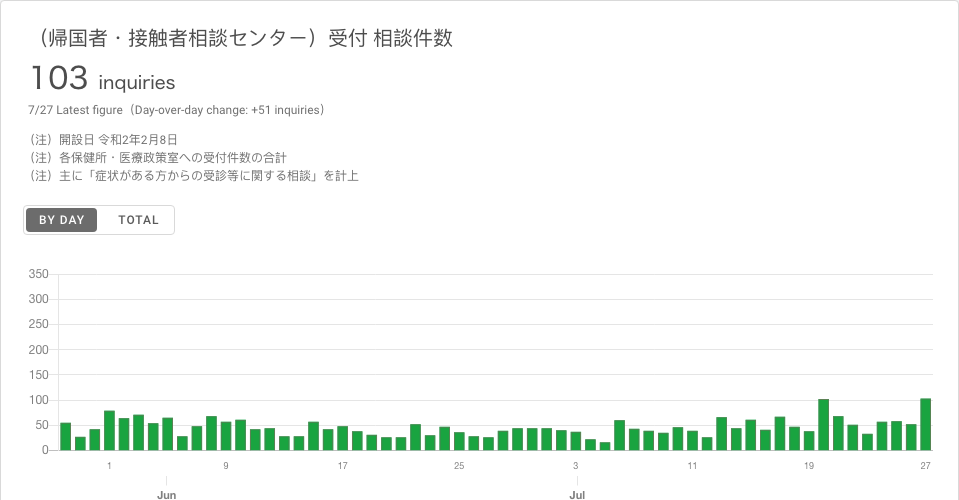 （帰国者・接触者相談センター）受付 相談件数
103 inquiries
7/27 Latest figure（Day-over-day change: +51 inquiries）
（注）開設日 令和2年2月8日
（注）各保健所・医療政策室への受付件数の合計
（注）主に「症状がある方からの受診等に関する相談」を計上
BY DAY TOTAL
350
300
250
200
150
100
50
0
1 9 17 25 3 11 19 27
Jun Jul